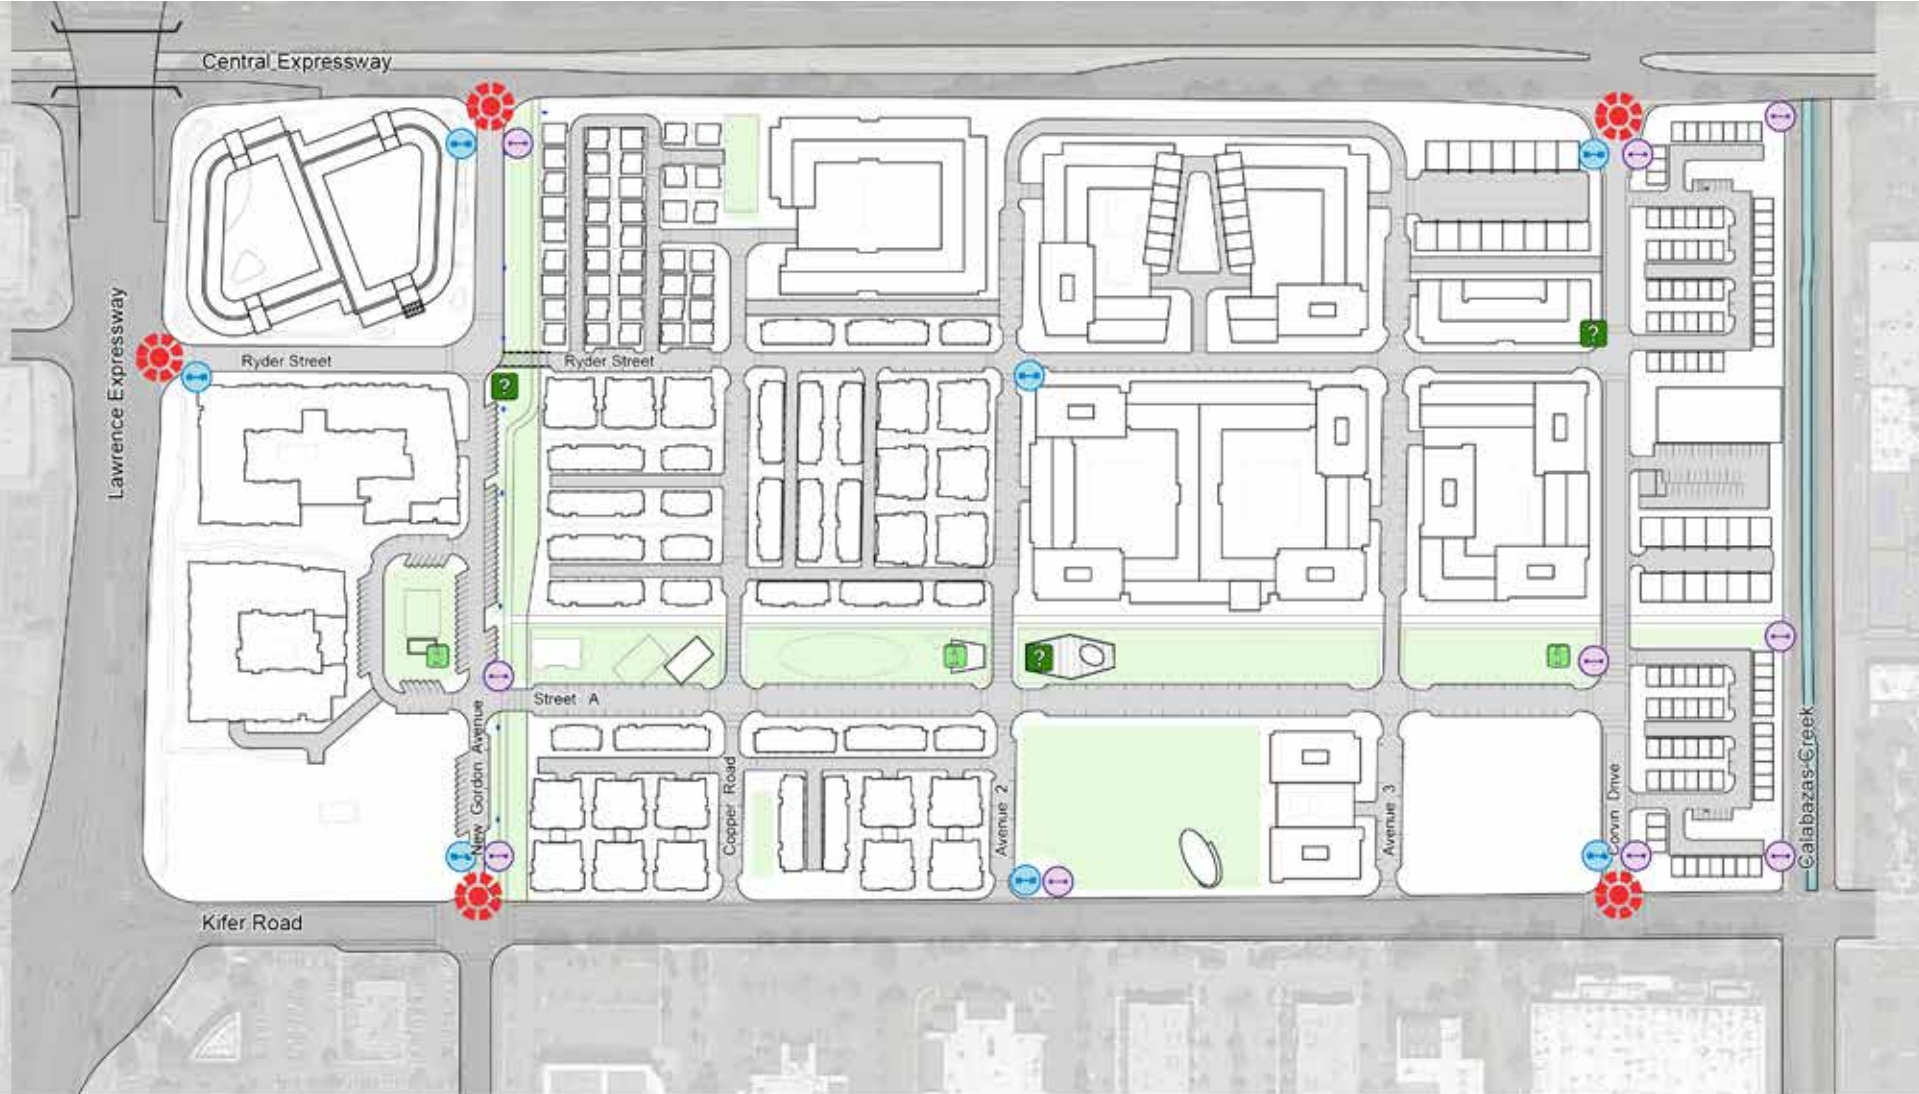 Central Expressway
Lawrence Expressway
Ryder Street
Ryder Street
?
?
?
Street A
New Gordon Avenue
Copper Road
Avenue 2
Avenue 3
Corvin Drive
Calabazas Creek
Kifer Road